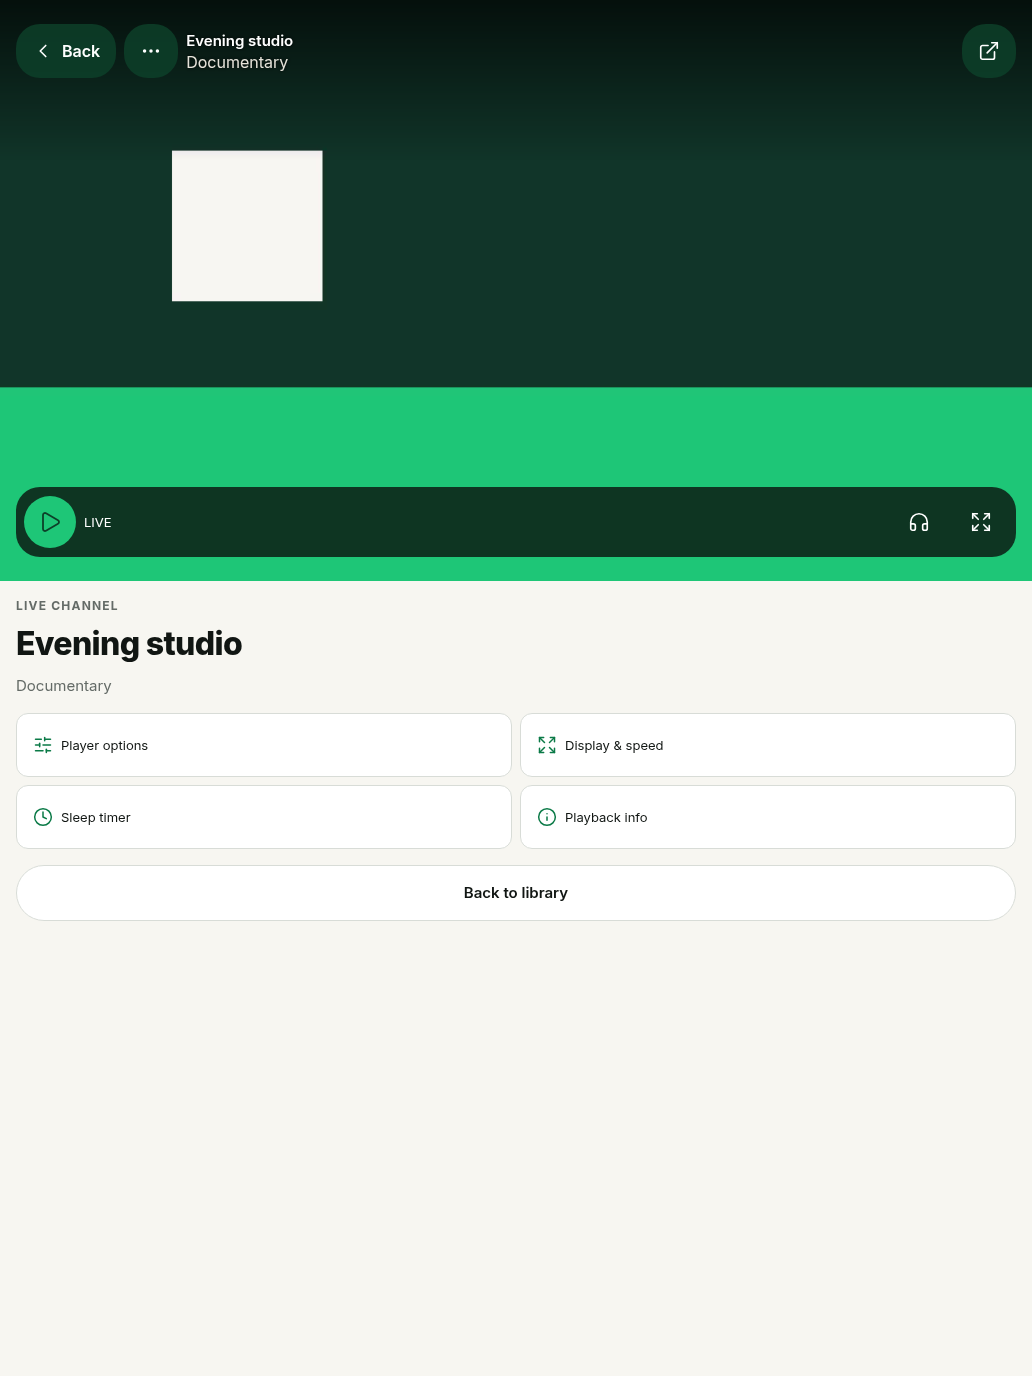 Back
Evening studio
Documentary
LIVE
LIVE CHANNEL
Evening studio
Documentary
Player options
Display & speed
Sleep timer
Playback info
Back to library